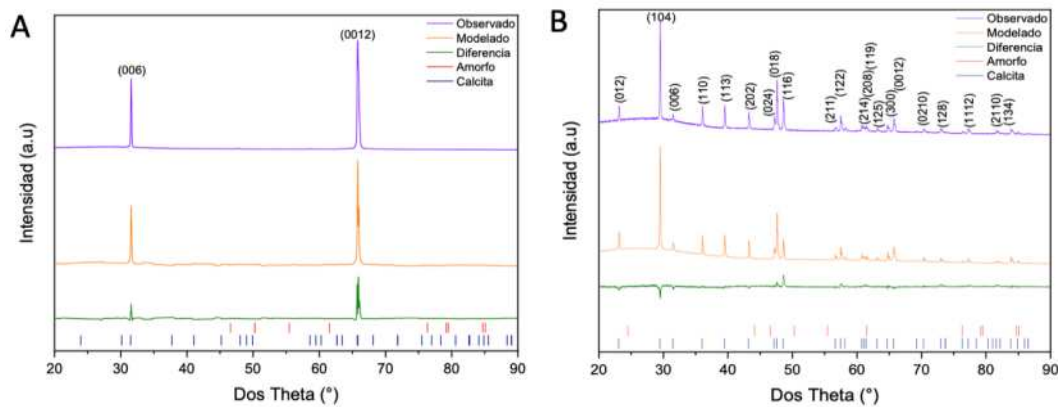 A
(006)
(0012)
Observado
Modelado
Diferencia
Amorfo
Calcita
Intensidad (a.u)
20 30 40 50 60 70 80 90
Dos Theta (°)
B
(104)
Observado
Modelado
Diferencia
Amorfo
Calcita
(012)
(006)
(110)
(113)
(202)
(024)
(018)
(116)
(211)
(122)
(214)
(208)
(119)
(125)
(300)
(0012)
(0210)
(128)
(1112)
(2110)
(134)
Intensidad (a.u)
20 30 40 50 60 70 80 90
Dos Theta (°)